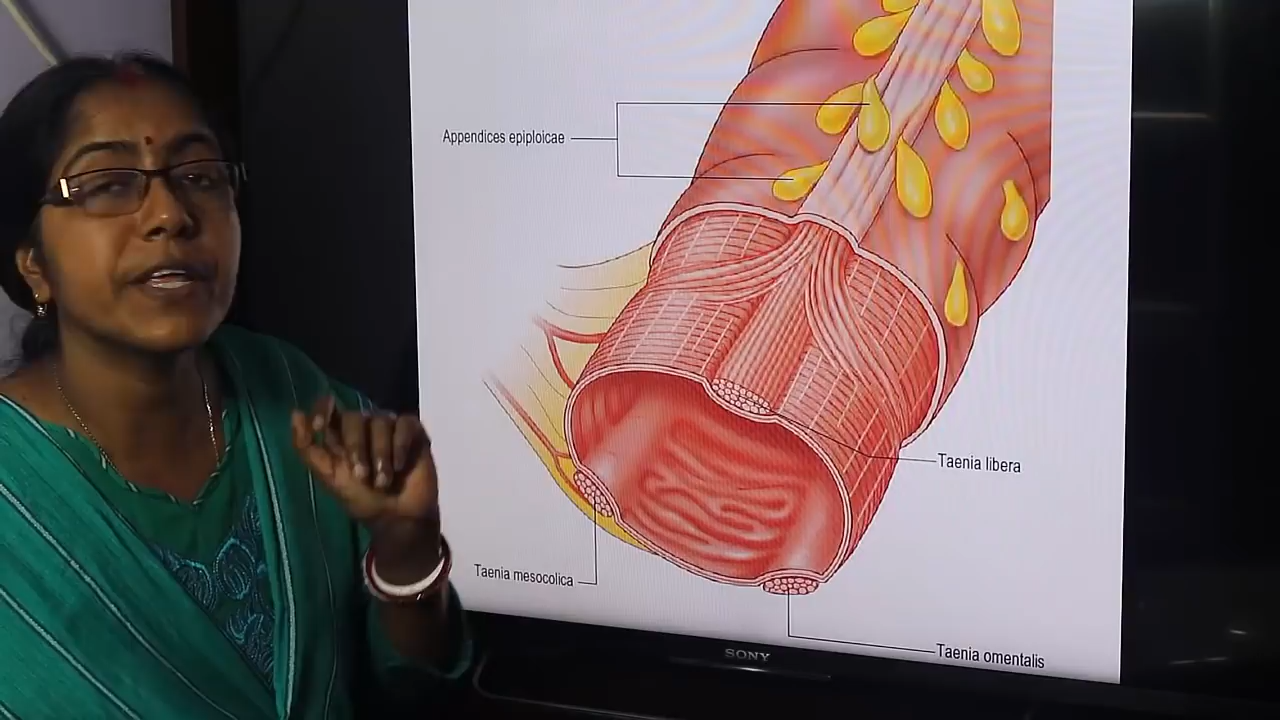 Appendices epiploicae
Taenia libera
Taenia mesocolica
Taenia omentalis
SONY